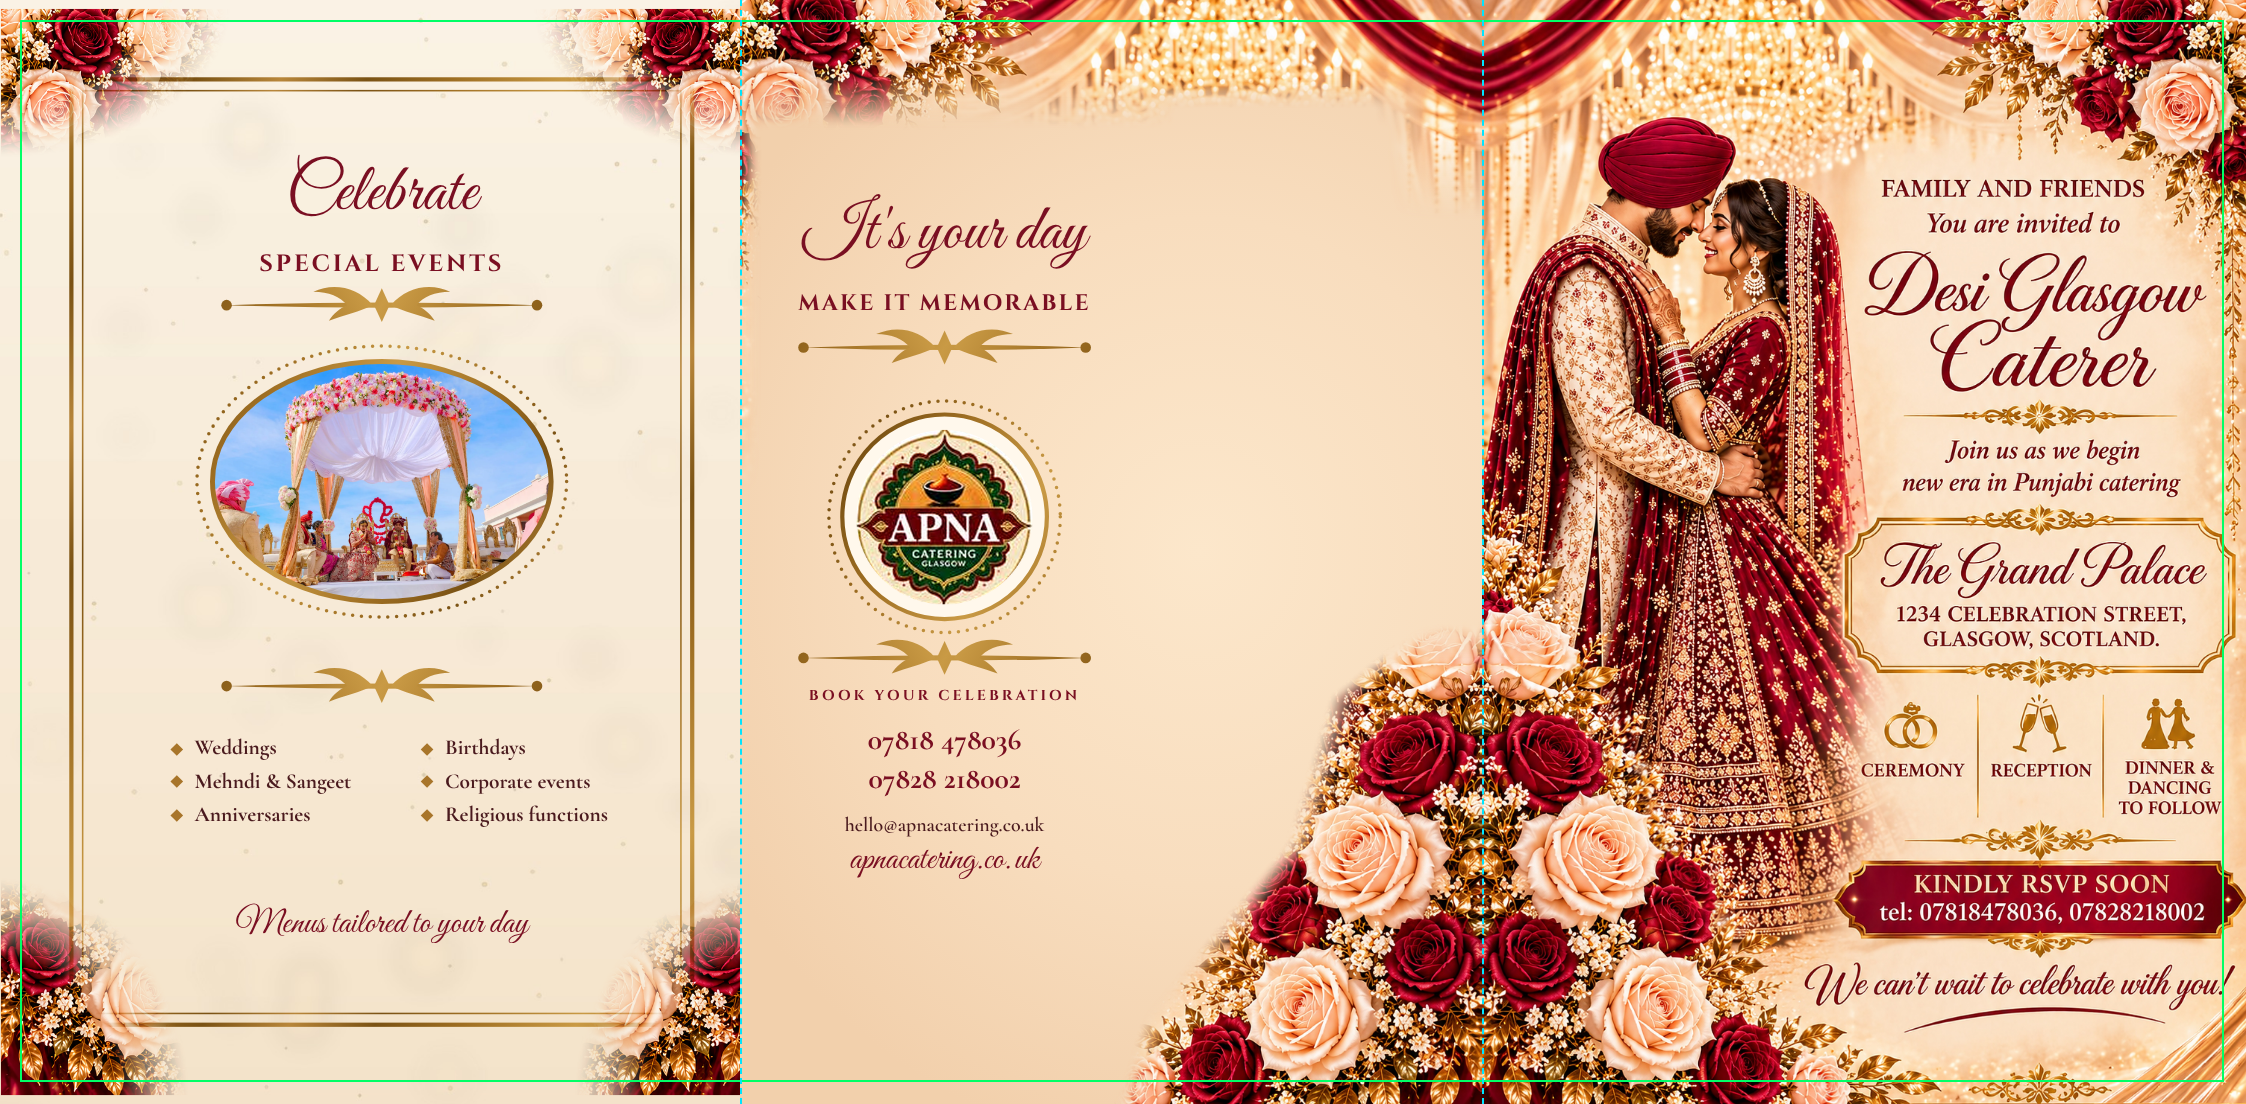 Celebrate
SPECIAL EVENTS
Weddings
Mehndi & Sangeet
Anniversaries
Birthdays
Corporate events
Religious functions
Menus tailored to your day
It's your day
MAKE IT MEMORABLE
APNA
CATERING
GLASGOW
BOOK YOUR CELEBRATION
07818 478036
07828 218002
hello@apnacatering.co.uk
apnacatering.co.uk
FAMILY AND FRIENDS
You are invited to
Desi Glasgow
Caterer
Join us as we begin
new era in Punjabi catering
The Grand Palace
1234 CELEBRATION STREET,
GLASGOW, SCOTLAND.
CEREMONY
RECEPTION
DINNER &
DANCING
TO FOLLOW
KINDLY RSVP SOON
tel: 07818478036, 07828218002
We can't wait to celebrate with you!